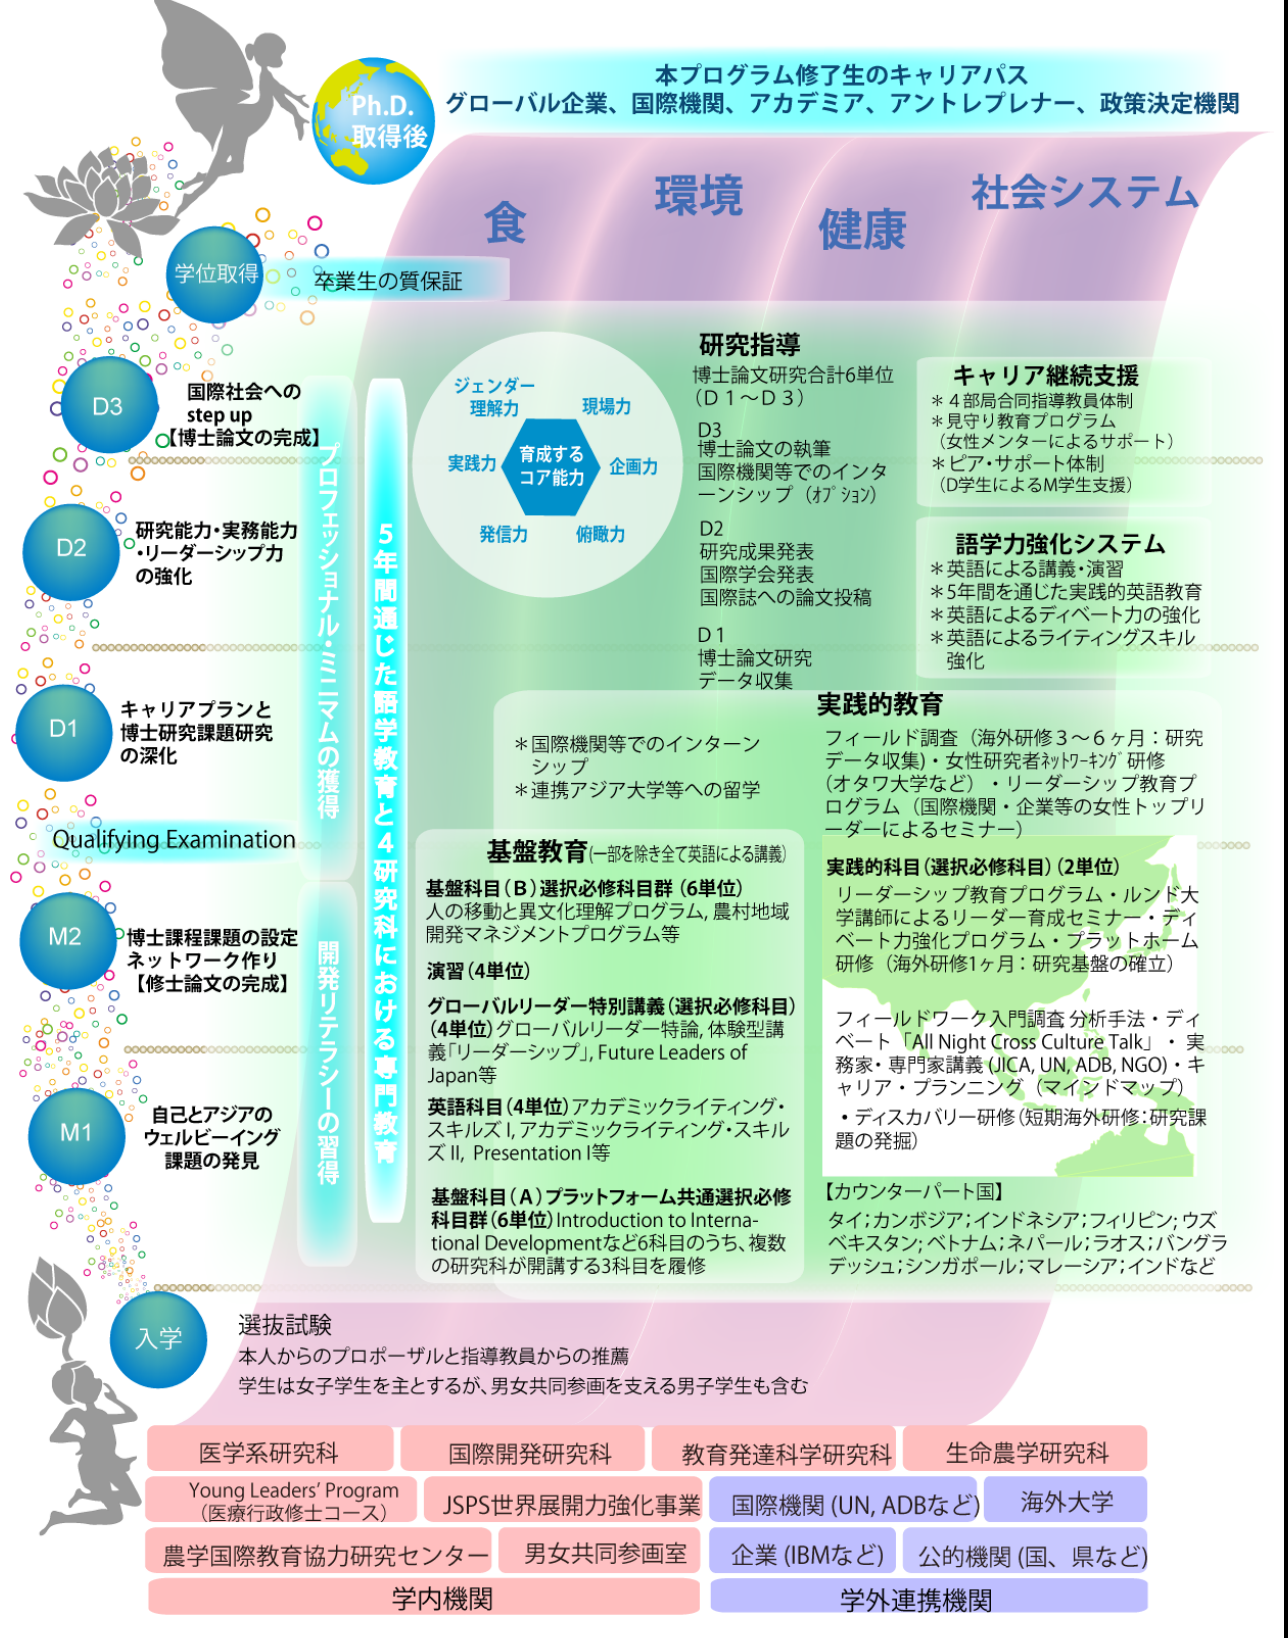 本プログラム修了生のキャリアパス
グローバル企業、国際機関、アカデミア、アントレプレナー、政策決定機関
Ph.D.
取得後
食
環境
健康
社会システム
学位取得
卒業生の質保証
D3
国際社会への
step up
【博士論文の完成】
D2
研究能力・実務能力
・リーダーシップ力
の強化
D1
キャリアプランと
博士研究課題研究
の深化
Qualifying Examination
M2
博士課程課題の設定
ネットワーク作り
【修士論文の完成】
M1
自己とアジアの
ウェルビーイング
課題の発見
入学
プロフェッショナル・ミニマムの獲得
開発リテラシーの習得
5年間通じた語学教育と4研究科における専門教育
ジェンダー
理解力
現場力
実践力
育成する
コア能力
企画力
発信力
俯瞰力
研究指導
博士論文研究合計6単位
（D１〜D３）
D3
博士論文の執筆
国際機関等でのインタ
ーンシップ（ｵﾌﾟｼｮﾝ）
D2
研究成果発表
国際学会発表
国際誌への論文投稿
D１
博士論文研究
データ収集
キャリア継続支援
＊４部局合同指導教員体制
＊見守り教育プログラム
（女性メンターによるサポート）
＊ピア・サポート体制
（D学生によるM学生支援）
語学力強化システム
＊英語による講義・演習
＊5年間を通じた実践的英語教育
＊英語によるディベート力の強化
＊英語によるライティングスキル
強化
＊国際機関等でのインターン
シップ
＊連携アジア大学等への留学
実践的教育
フィールド調査（海外研修３〜６ヶ月：研究
データ収集）・女性研究者ﾈｯﾄﾜｰｷﾝｸﾞ研修
（オタワ大学など）・リーダーシップ教育プ
ログラム（国際機関・企業等の女性トップリ
ーダーによるセミナー）
実践的科目（選択必修科目）（2単位）
リーダーシップ教育プログラム・ルンド大
学講師によるリーダー育成セミナー・ディ
ベート力強化プログラム・プラットホーム
研修（海外研修1ヶ月：研究基盤の確立）
フィールドワーク入門調査 分析手法・ディ
ベート「All Night Cross Culture Talk」・実
務家・専門家講義 (JICA, UN, ADB, NGO)・キ
ャリア・プランニング（マインドマップ）
・ディスカバリー研修（短期海外研修：研究課
題の発掘）
【カウンターパート国】
タイ；カンボジア；インドネシア；フィリピン；ウズ
ベキスタン；ベトナム；ネパール；ラオス；バングラ
デッシュ；シンガポール；マレーシア；インドなど
基盤教育（一部を除き全て英語による講義）
基盤科目（B）選択必修科目群（6単位）
人の移動と異文化理解プログラム, 農村地域
開発マネジメントプログラム等
演習（4単位）
グローバルリーダー特別講義（選択必修科目）
（4単位）グローバルリーダー特論, 体験型講
義「リーダーシップ」, Future Leaders of
Japan等
英語科目（4単位）アカデミックライティング・
スキルズ I, アカデミックライティング・スキル
ズ II, Presentation I等
基盤科目（A）プラットフォーム共通選択必修
科目群（6単位）Introduction to Interna-
tional Developmentなど6科目のうち、複数
の研究科が開講する3科目を履修
選抜試験
本人からのプロポーザルと指導教員からの推薦
学生は女子学生を主とするが、男女共同参画を支える男子学生も含む
医学系研究科
国際開発研究科
教育発達科学研究科
生命農学研究科
Young Leaders' Program
（医療行政修士コース）
JSPS世界展開力強化事業
国際機関 (UN, ADBなど)
海外大学
農学国際教育協力研究センター
男女共同参画室
企業 (IBMなど)
公的機関 (国、県など)
学内機関
学外連携機関